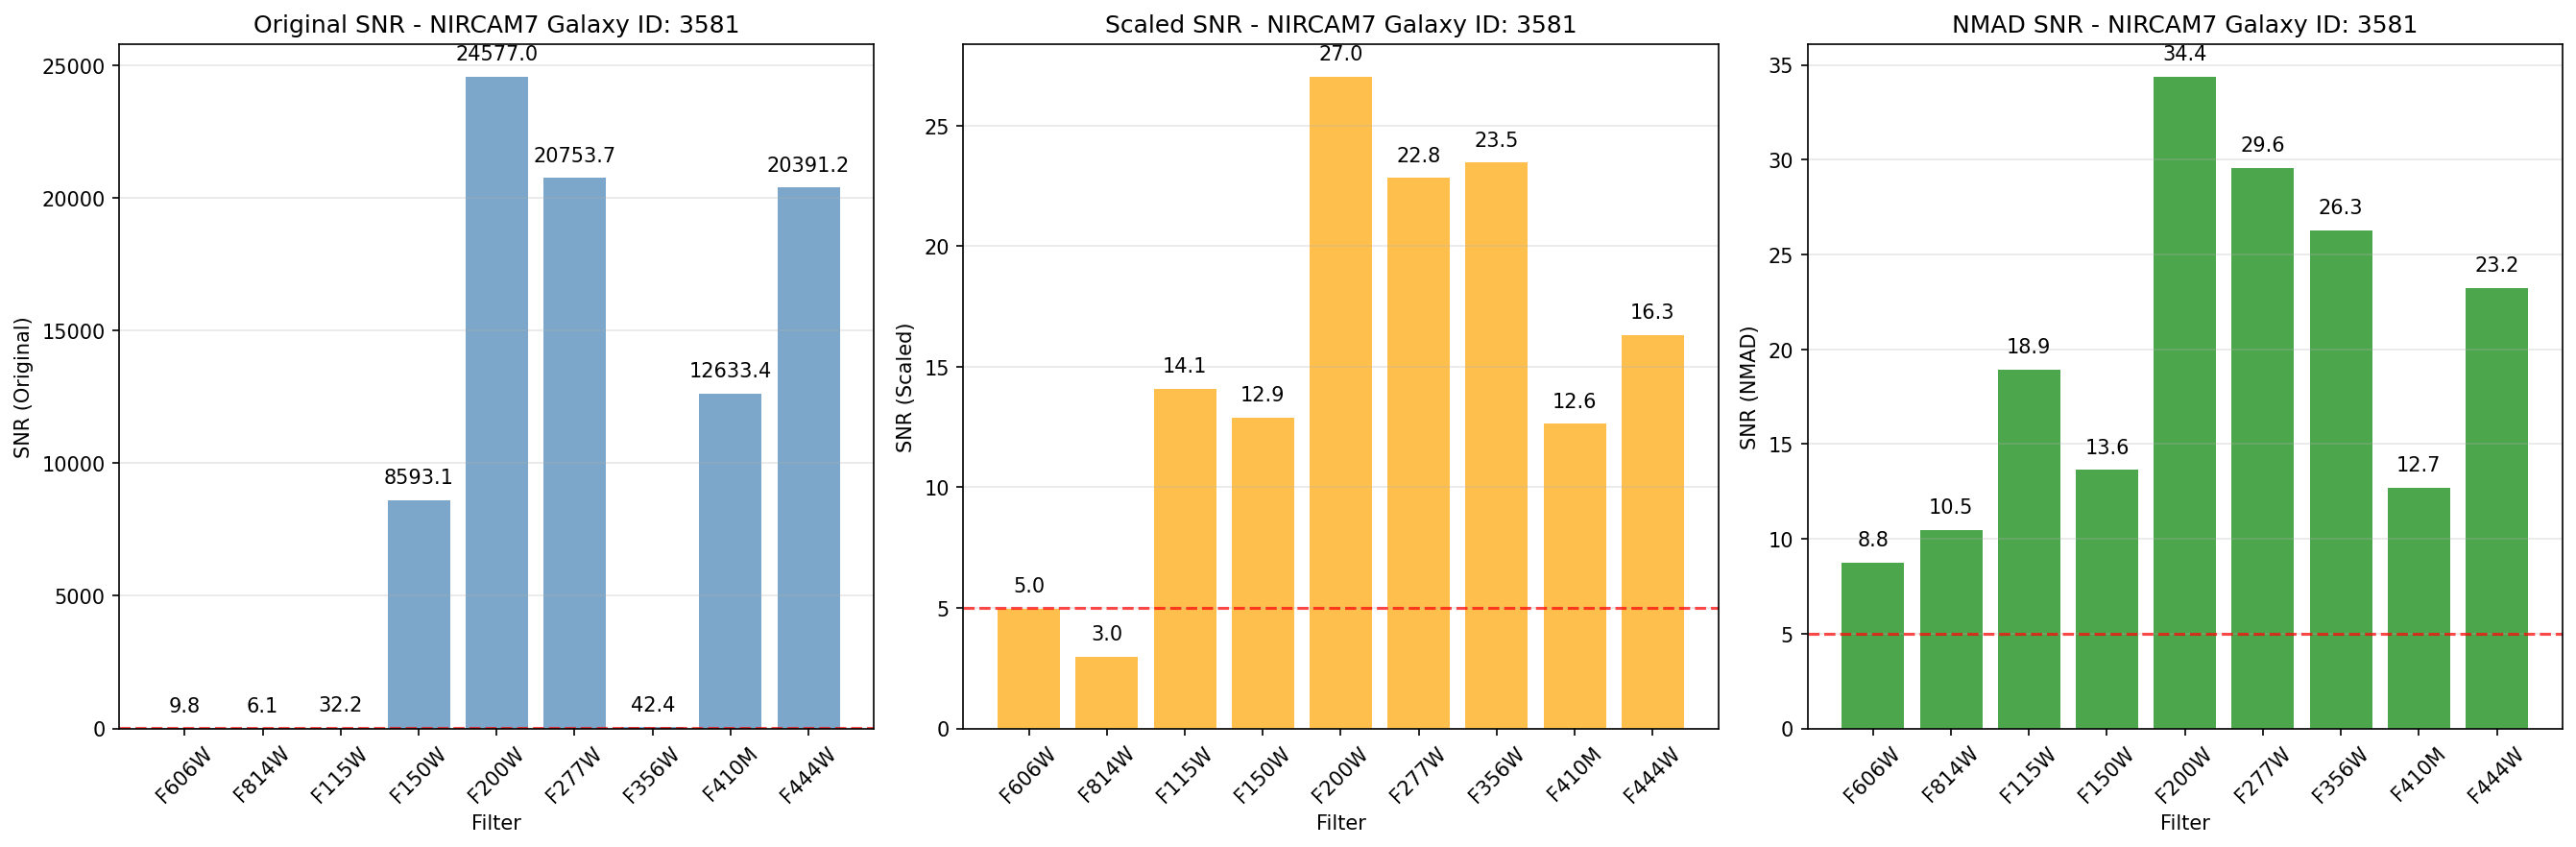 Original SNR - NIRCAM7 Galaxy ID: 3581
SNR (Original)
25000
20000
15000
10000
5000
0
9.8
6.1
32.2
8593.1
24577.0
20753.7
42.4
12633.4
20391.2
F606W
F814W
F115W
F150W
F200W
F277W
F356W
F410M
F444W
Filter
Scaled SNR - NIRCAM7 Galaxy ID: 3581
SNR (Scaled)
25
20
15
10
5
0
5.0
3.0
14.1
12.9
27.0
22.8
23.5
12.6
16.3
F606W
F814W
F115W
F150W
F200W
F277W
F356W
F410M
F444W
Filter
NMAD SNR - NIRCAM7 Galaxy ID: 3581
SNR (NMAD)
35
30
25
20
15
10
5
0
8.8
10.5
18.9
13.6
34.4
29.6
26.3
12.7
23.2
F606W
F814W
F115W
F150W
F200W
F277W
F356W
F410M
F444W
Filter